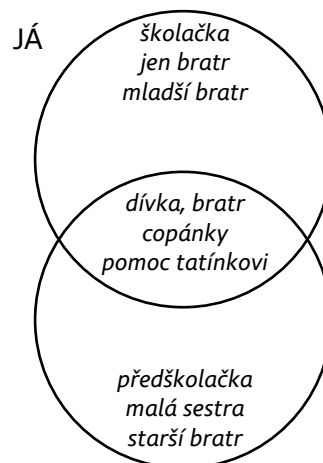 JÁ
školačka
jen bratr
mladší bratr
dívka, bratr
copánky
pomoc tatínkovi
předškolačka
malá sestra
starší bratr